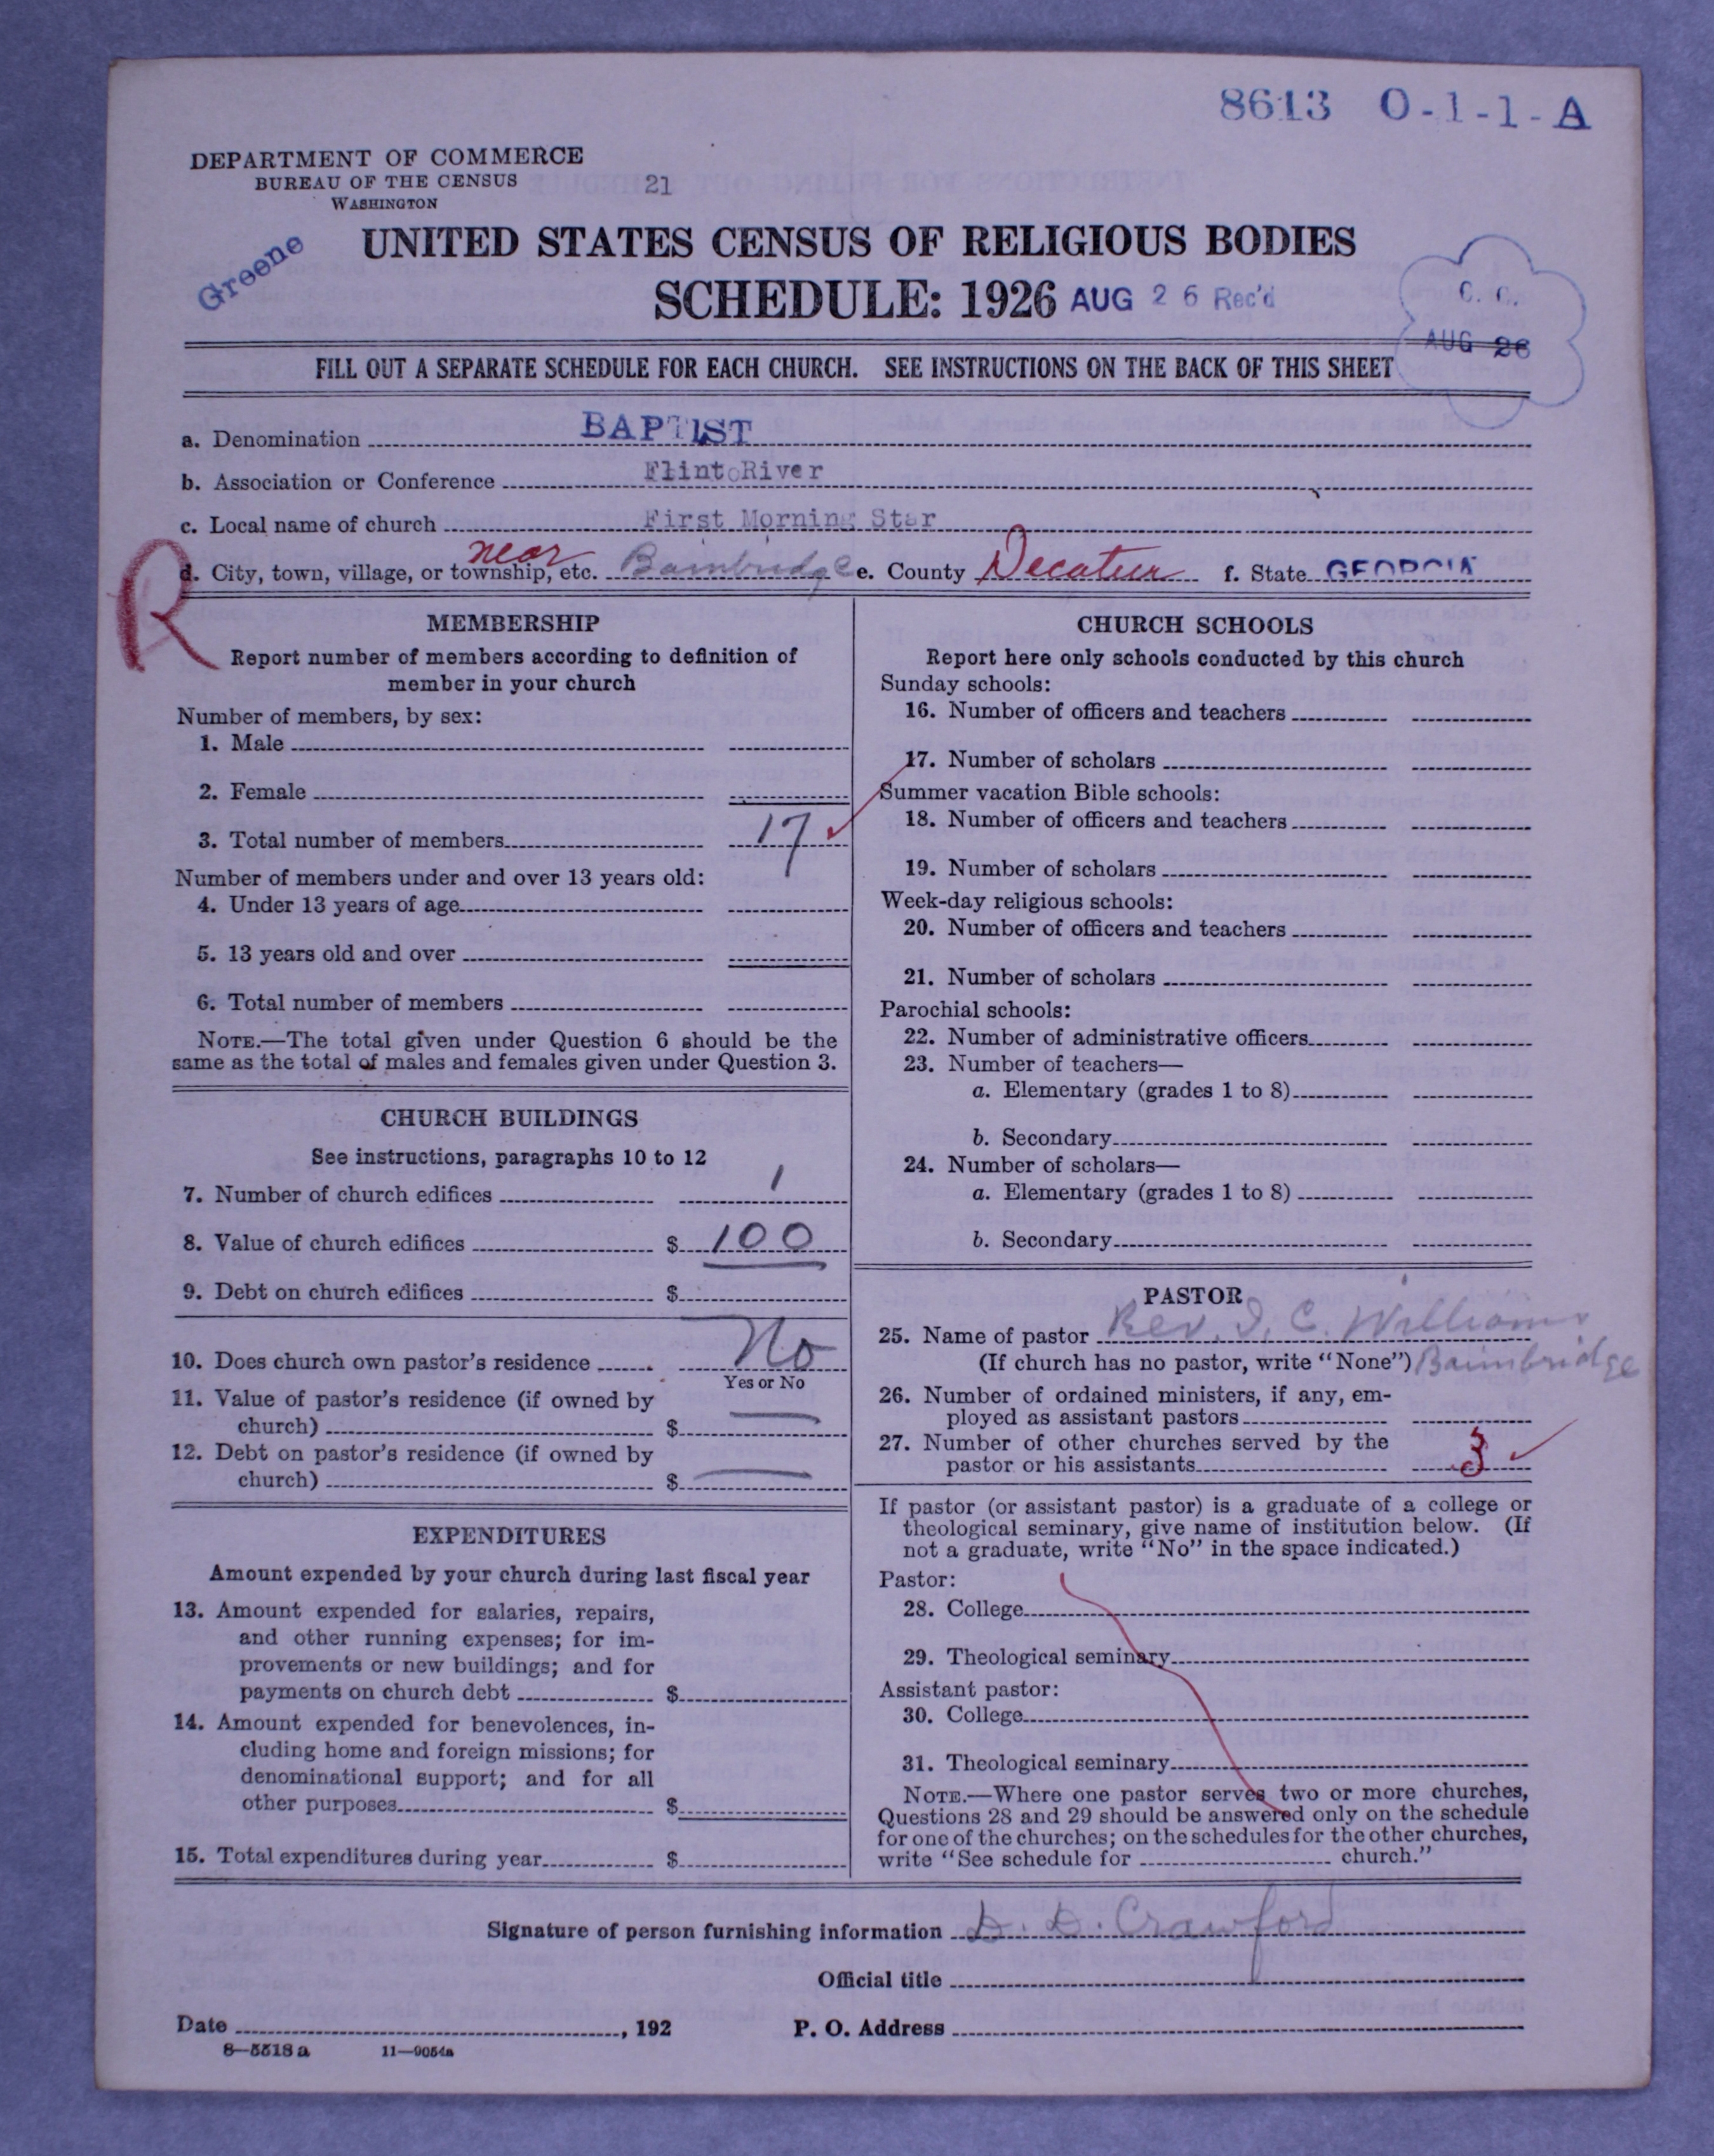 8613 O-1-1-A
DEPARTMENT OF COMMERCE
BUREAU OF THE CENSUS
WASHINGTON
21
Greene
UNITED STATES CENSUS OF RELIGIOUS BODIES
SCHEDULE: 1926 AUG 26 Rec'd
AUG 26
FILL OUT A SEPARATE SCHEDULE FOR EACH CHURCH. SEE INSTRUCTIONS ON THE BACK OF THIS SHEET
a. Denomination BAPTIST
b. Association or Conference Flint River
c. Local name of church First Morning Star
R
d. City, town, village, or township, etc. near Bainbridge e. County Decatur f. State GEORGIA
MEMBERSHIP
Report number of members according to definition of
member in your church
Number of members, by sex:
1. Male
2. Female
3. Total number of members 17
Number of members under and over 13 years old:
4. Under 13 years of age
5. 13 years old and over
6. Total number of members
NOTE.—The total given under Question 6 should be the
same as the total of males and females given under Question 3.
CHURCH BUILDINGS
See instructions, paragraphs 10 to 12
7. Number of church edifices 1
8. Value of church edifices $ 100
9. Debt on church edifices $
10. Does church own pastor's residence No
Yes or No
11. Value of pastor's residence (if owned by
church) $ —
12. Debt on pastor's residence (if owned by
church) $ —
EXPENDITURES
Amount expended by your church during last fiscal year
13. Amount expended for salaries, repairs,
and other running expenses; for im-
provements or new buildings; and for
payments on church debt $
14. Amount expended for benevolences, in-
cluding home and foreign missions; for
denominational support; and for all
other purposes $
15. Total expenditures during year $
CHURCH SCHOOLS
Report here only schools conducted by this church
Sunday schools:
16. Number of officers and teachers
17. Number of scholars
Summer vacation Bible schools:
18. Number of officers and teachers
19. Number of scholars
Week-day religious schools:
20. Number of officers and teachers
21. Number of scholars
Parochial schools:
22. Number of administrative officers
23. Number of teachers—
a. Elementary (grades 1 to 8)
b. Secondary
24. Number of scholars—
a. Elementary (grades 1 to 8)
b. Secondary
PASTOR
25. Name of pastor Rev. I. C. Williams
(If church has no pastor, write "None") Bainbridge
26. Number of ordained ministers, if any, em-
ployed as assistant pastors
27. Number of other churches served by the
pastor or his assistants 3
If pastor (or assistant pastor) is a graduate of a college or
theological seminary, give name of institution below. (If
not a graduate, write "No" in the space indicated.)
Pastor:
28. College
29. Theological seminary
Assistant pastor:
30. College
31. Theological seminary
NOTE.—Where one pastor serves two or more churches,
Questions 28 and 29 should be answered only on the schedule
for one of the churches; on the schedules for the other churches,
write "See schedule for church."
Signature of person furnishing information D. D. Crawford
Official title
Date , 192 P. O. Address
8—5518 a 11—9054a